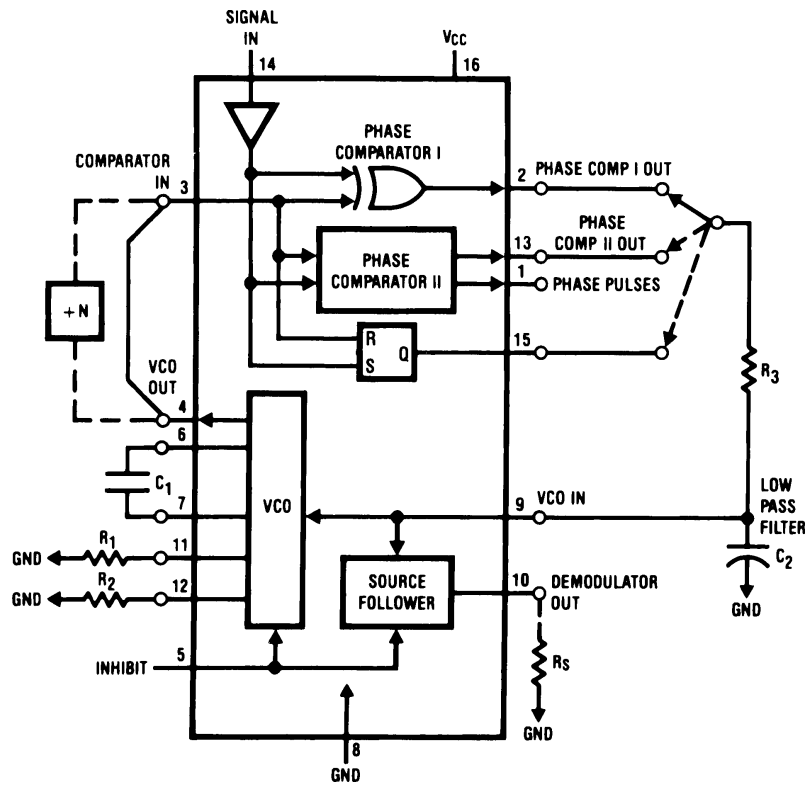 SIGNAL
IN
14
VCC
16
PHASE
COMPARATOR I
COMPARATOR
IN
3
2
PHASE COMP I OUT
PHASE
COMP II OUT
13
PHASE
COMPARATOR II
1
PHASE PULSES
+N
R
S
Q
15
R3
VCO
OUT
4
6
C1
7
VCO
9
VCO IN
LOW
PASS
FILTER
C2
GND
GND
R1
11
GND
R2
12
SOURCE
FOLLOWER
10
DEMODULATOR
OUT
RS
GND
INHIBIT
5
8
GND